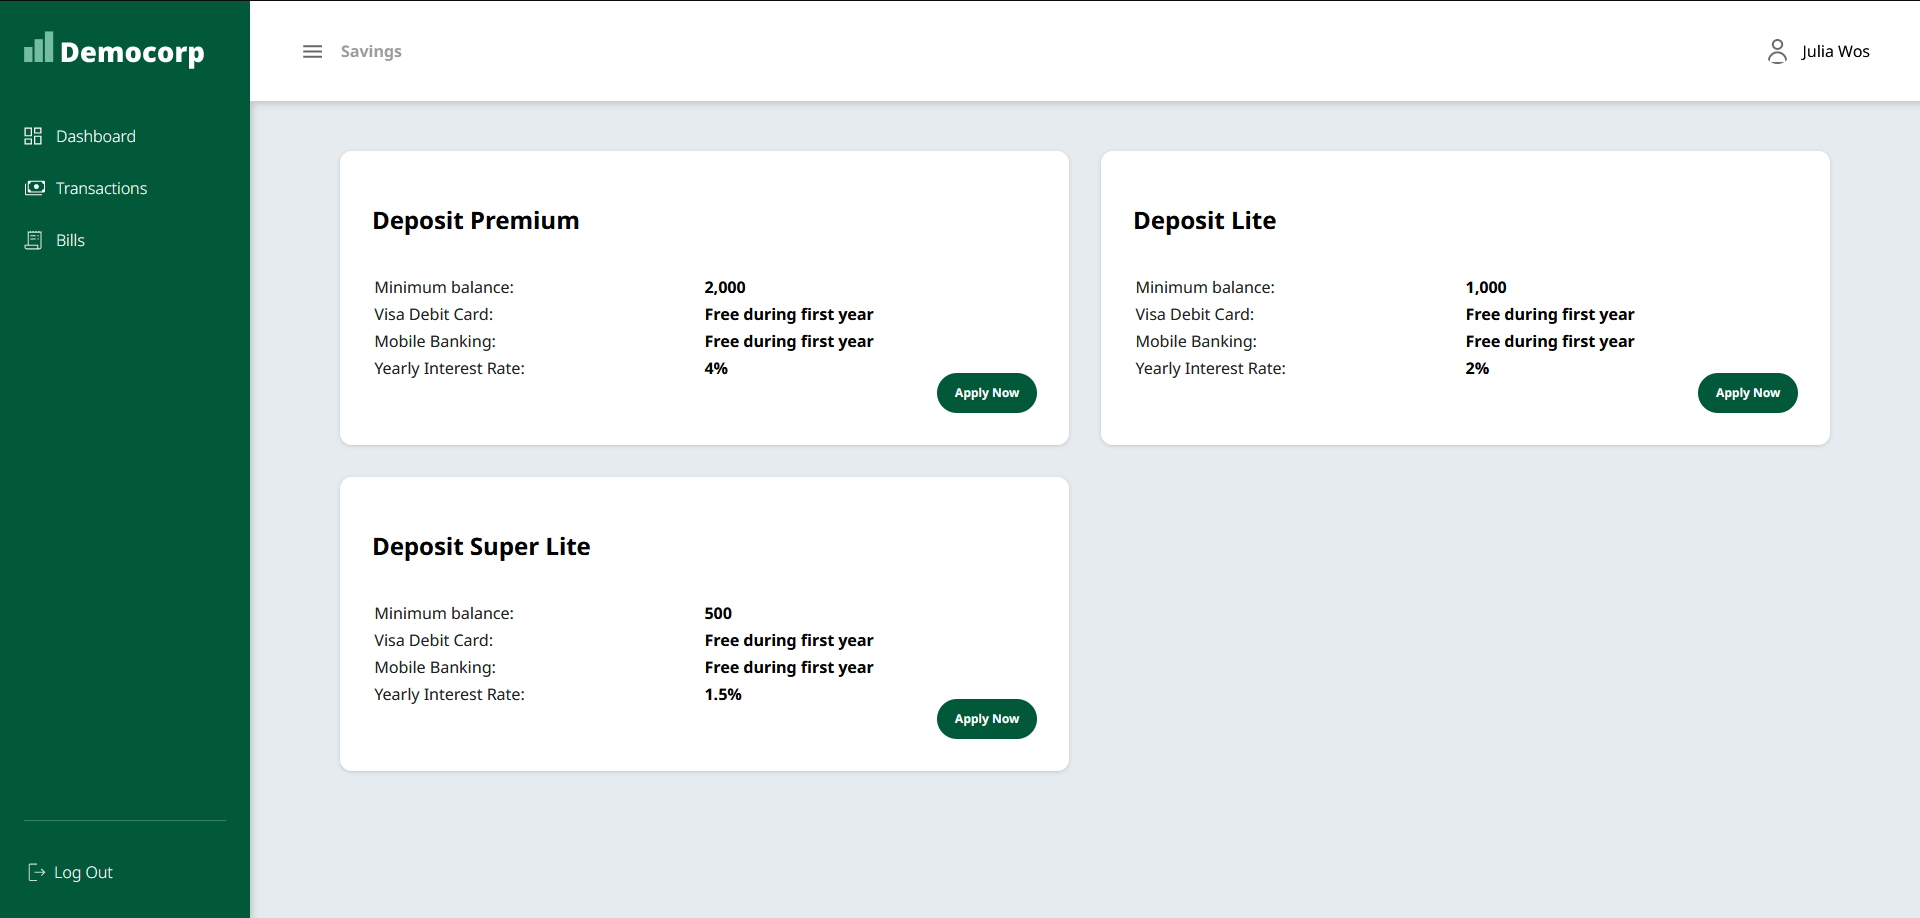 Democorp
Savings
Julia Wos
Dashboard
Transactions
Bills
Log Out
Deposit Premium
Minimum balance: 2,000
Visa Debit Card: Free during first year
Mobile Banking: Free during first year
Yearly Interest Rate: 4%
Apply Now
Deposit Lite
Minimum balance: 1,000
Visa Debit Card: Free during first year
Mobile Banking: Free during first year
Yearly Interest Rate: 2%
Apply Now
Deposit Super Lite
Minimum balance: 500
Visa Debit Card: Free during first year
Mobile Banking: Free during first year
Yearly Interest Rate: 1.5%
Apply Now